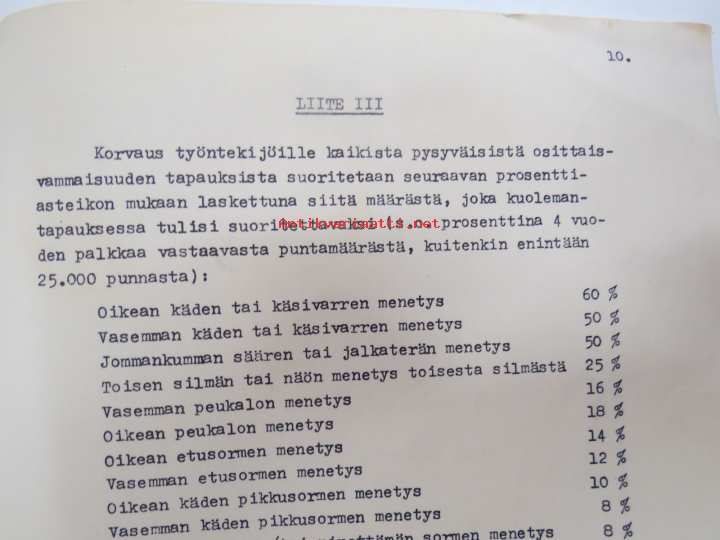 10.
LIITE III
Korvaus työntekijöille kaikista pysyväisistä osittais-
vammaisuuden tapauksista suoritetaan seuraavan prosentti-
asteikon mukaan laskettuna siitä määrästä, joka kuoleman-
tapauksessa tulisi suoritettavaksi (s.o. prosenttina 4 vuo-
den palkkaa vastaavasta puntamäärästä, kuitenkin enintään
25.000 punnasta):
Oikean käden tai käsivarren menetys 60 %
Vasemman käden tai käsivarren menetys 50 %
Jommankumman säären tai jalkaterän menetys 50 %
Toisen silmän tai näön menetys toisesta silmästä 25 %
Vasemman peukalon menetys 16 %
Oikean peukalon menetys 18 %
Oikean etusormen menetys 14 %
Vasemman etusormen menetys 12 %
Oikean käden pikkusormen menetys 10 %
Vasemman käden pikkusormen menetys 8 %
sormen menetys 8 %